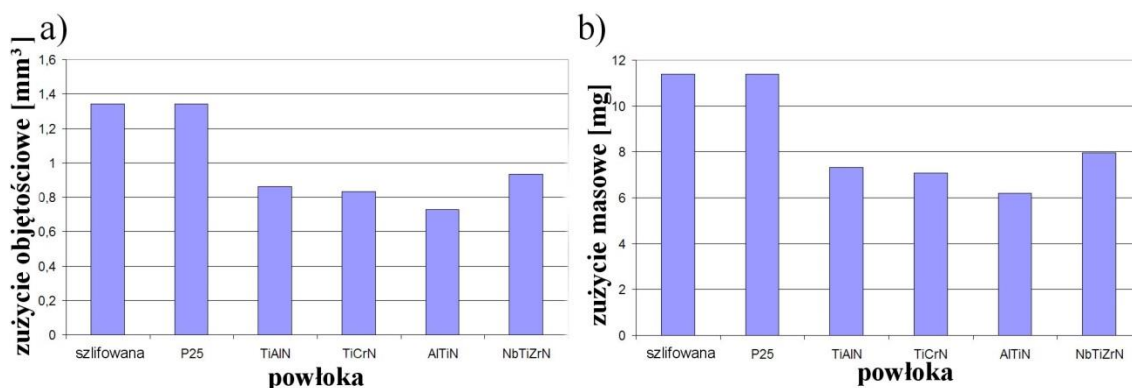 a)
zużycie objętościowe [mm³]
1,6
1,4
1,2
1
0,8
0,6
0,4
0,2
0
szlifowana P25 TiAlN TiCrN AlTiN NbTiZrN
powłoka
b)
zużycie masowe [mg]
12
10
8
6
4
2
0
szlifowana P25 TiAlN TiCrN AlTiN NbTiZrN
powłoka